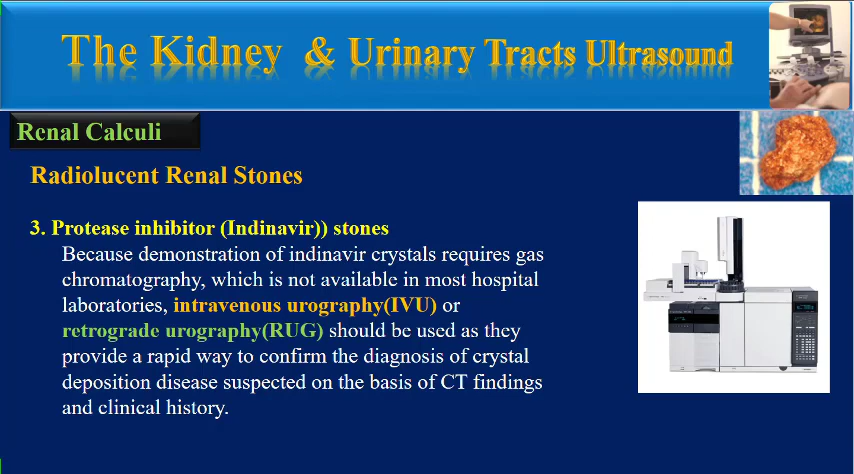 The Kidney & Urinary Tracts Ultrasound
Renal Calculi
Radiolucent Renal Stones
3. Protease inhibitor (Indinavir)) stones
Because demonstration of indinavir crystals requires gas
chromatography, which is not available in most hospital
laboratories, intravenous urography(IVU) or
retrograde urography(RUG) should be used as they
provide a rapid way to confirm the diagnosis of crystal
deposition disease suspected on the basis of CT findings
and clinical history.